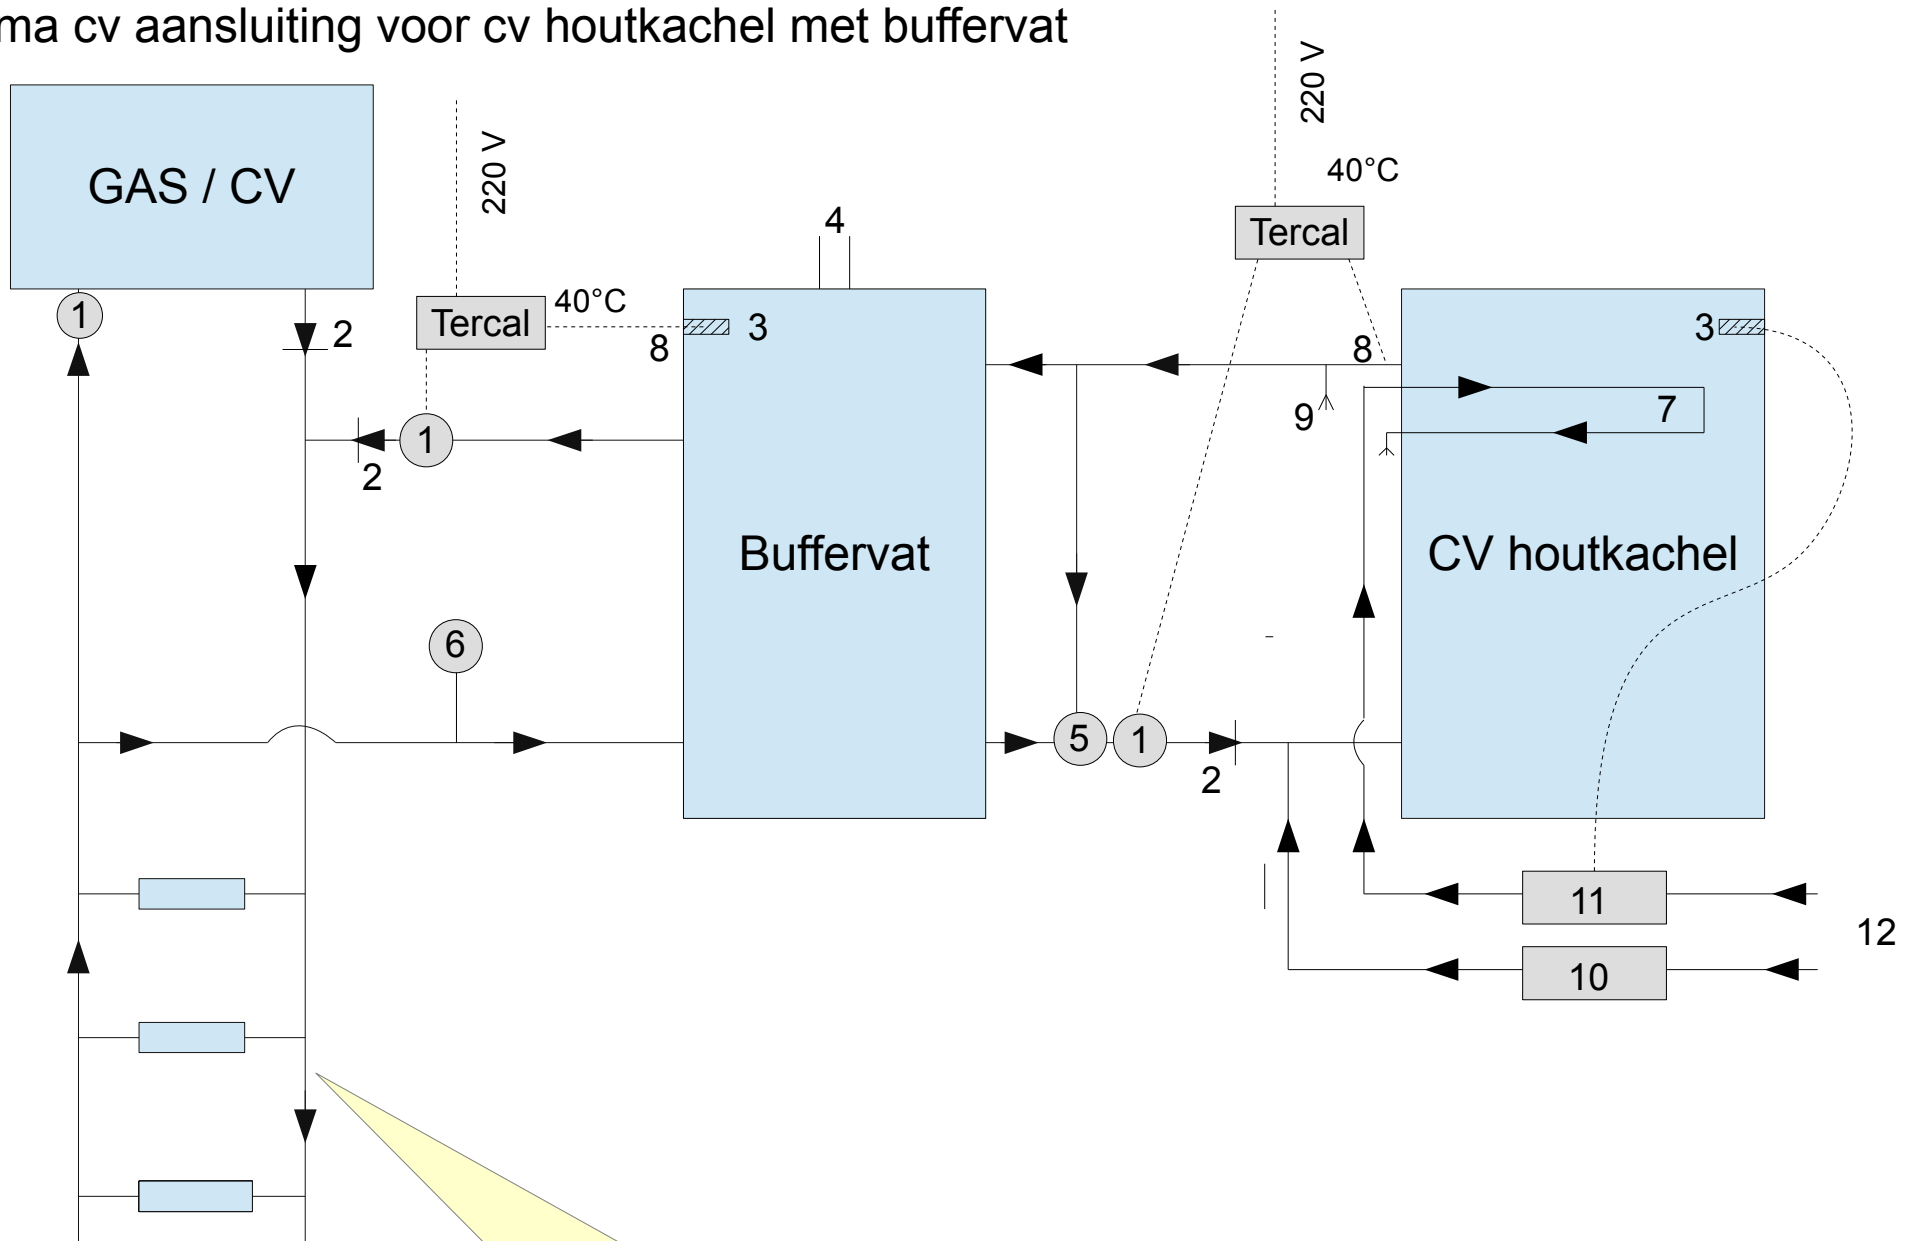 ma cv aansluiting voor cv houtkachel met buffervat
220 V
220 V
40°C
GAS / CV
Tercal
4
1
2
Tercal
40°C
8
3
8
3
9
7
1
2
Buffervat
CV houtkachel
6
5
1
2
11
12
10